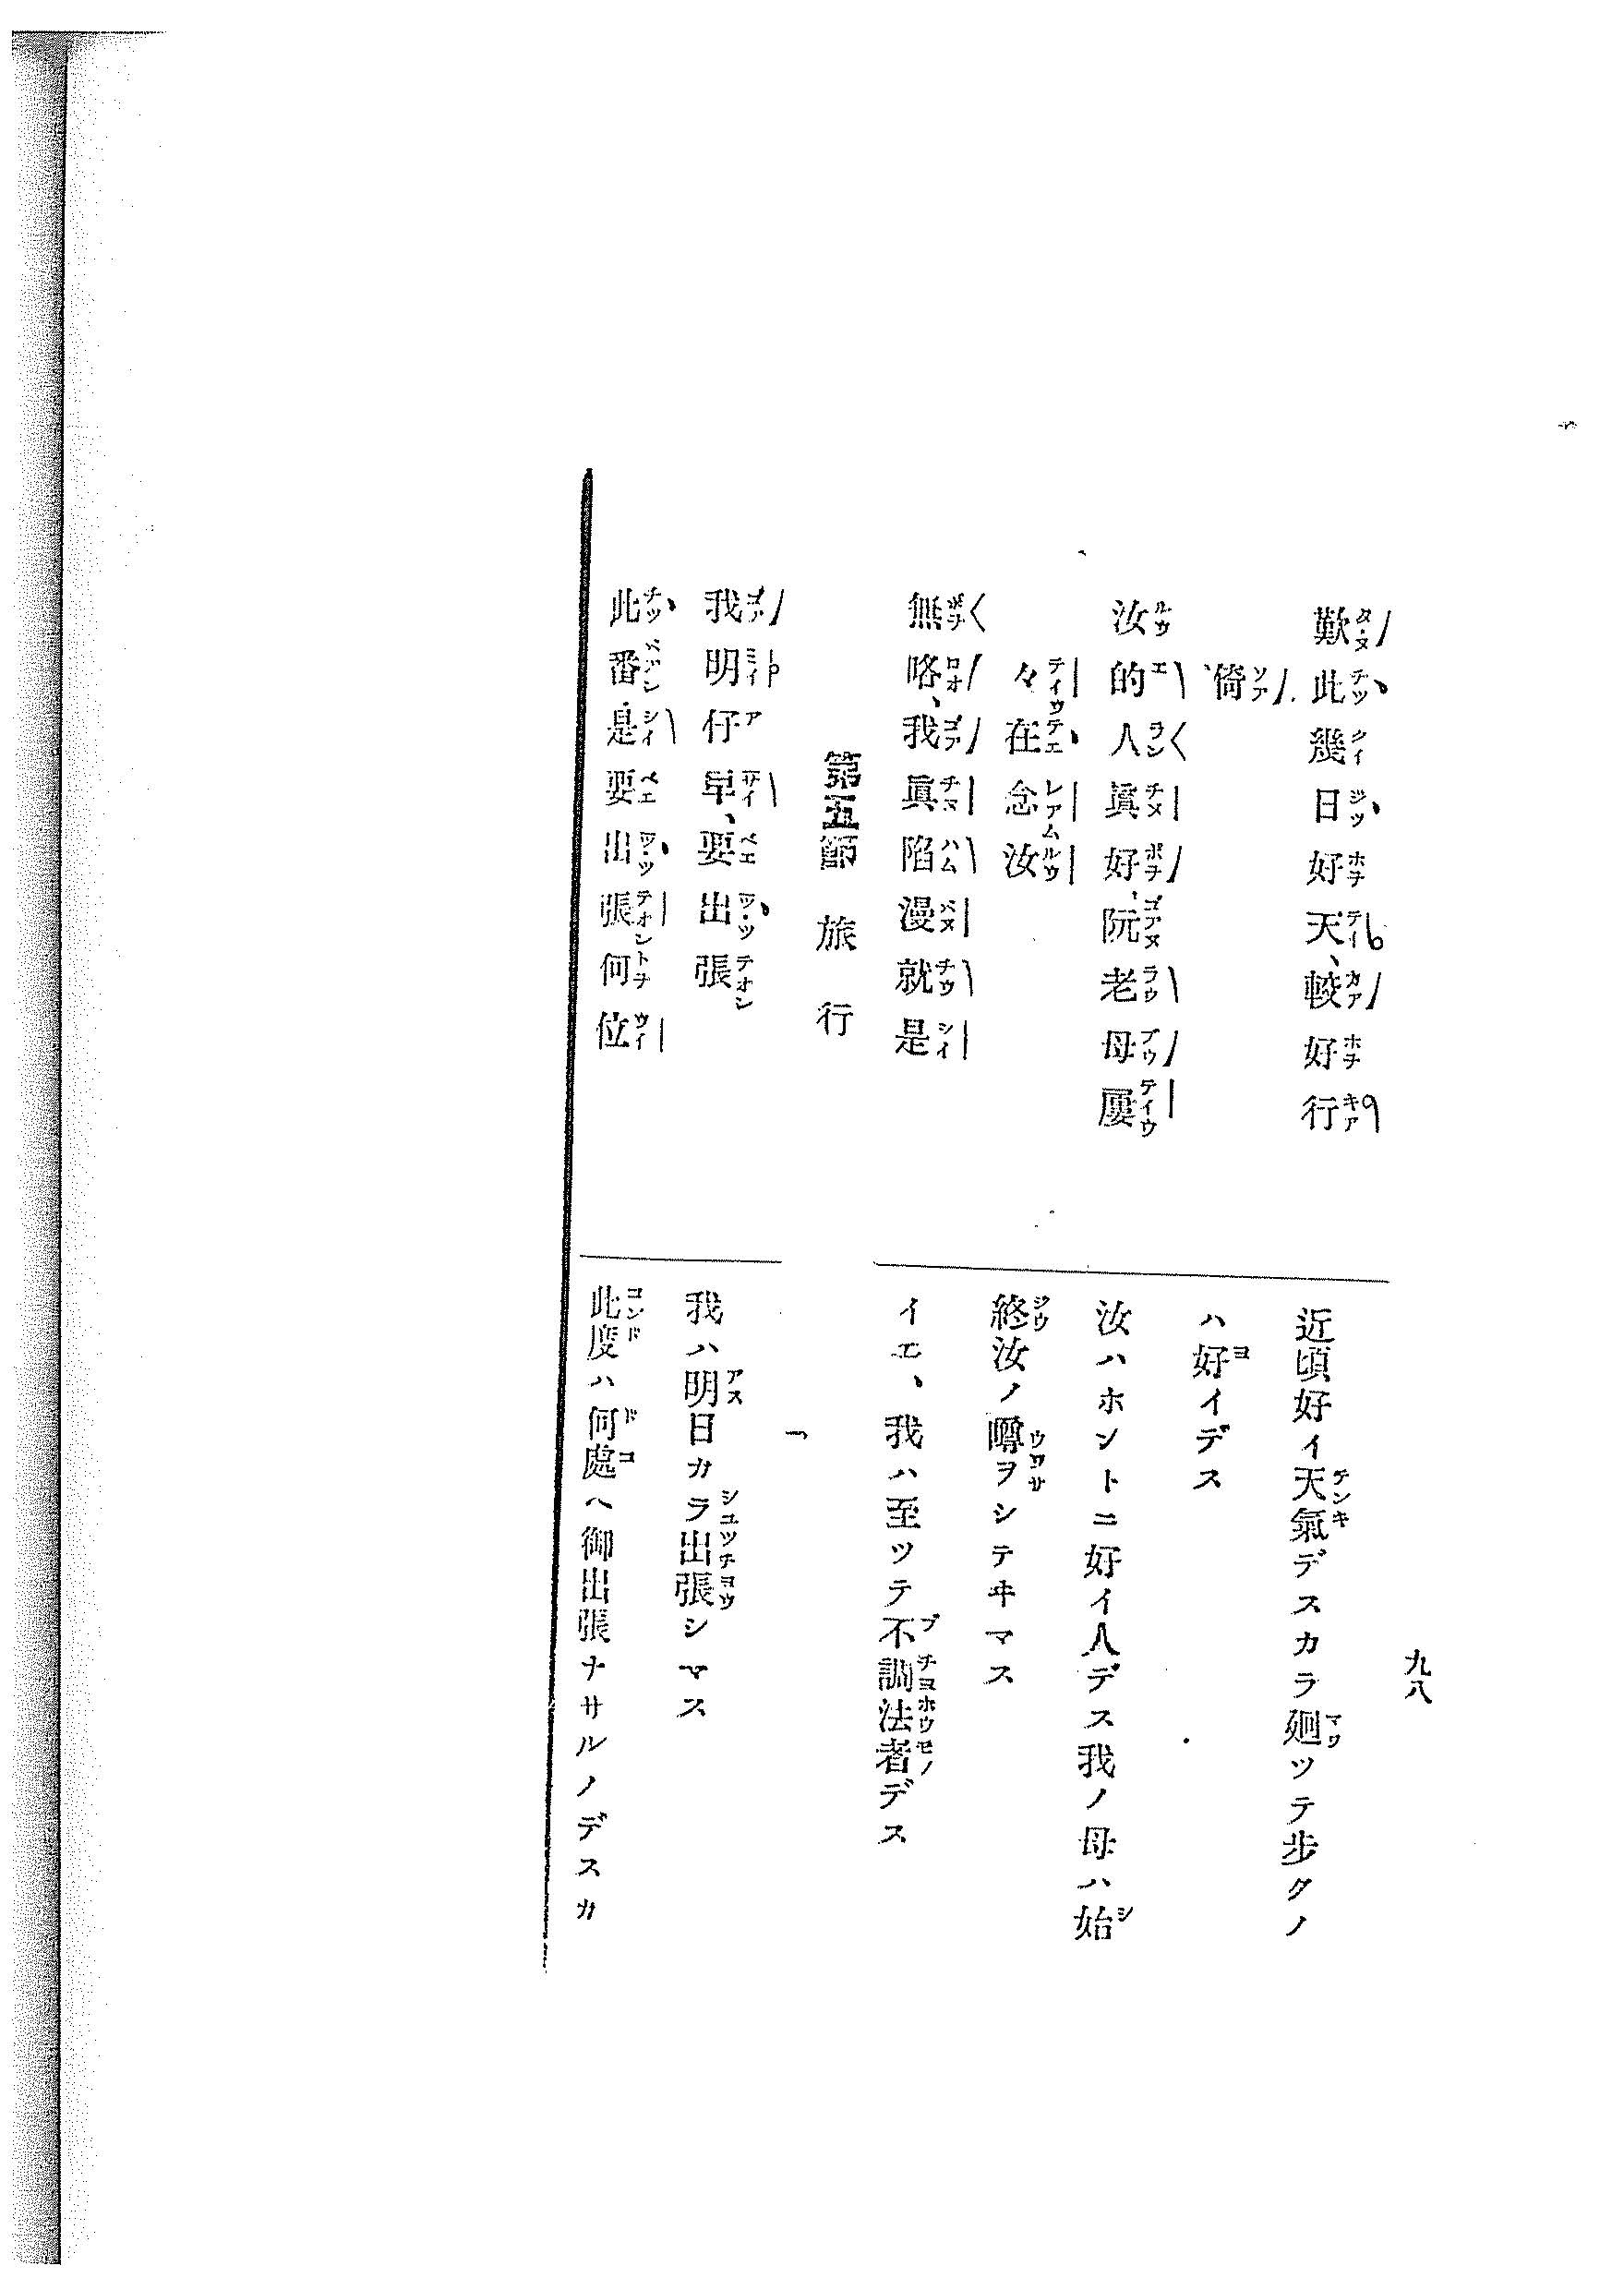 九八
歎此幾日好天、較好行
倚
近頃好イ天氣デスカラ廻ツテ歩クノ
ハ好イデス
汝的人眞好、阮老母屢
々在念汝
汝ハホントニ好イ人デス我ノ母ハ始
終汝ノ噂ヲシテヰマス
無咯、我眞陷漫就是
イエ、我ハ至ツテ不調法者デス
第五節 旅行
我明仔早、要出張
我ハ明日カラ出張シマス
此番是要出張何位
此度ハ何處ヘ御出張ナサルノデスカ